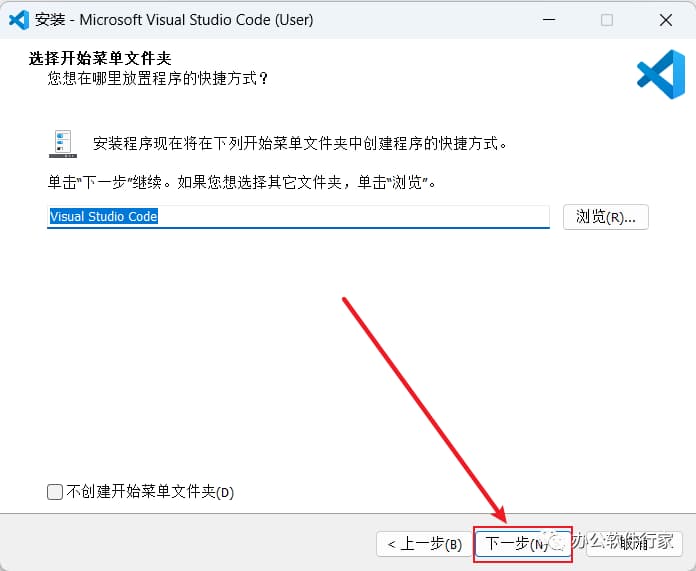 安装 - Microsoft Visual Studio Code (User)
选择开始菜单文件夹
您想在哪里放置程序的快捷方式？
安装程序现在将在下列开始菜单文件夹中创建程序的快捷方式。
单击“下一步”继续。如果您想选择其它文件夹，单击“浏览”。
Visual Studio Code
浏览(R)...
不创建开始菜单文件夹(D)
< 上一步(B)
下一步(N)
取消
办公软件行家